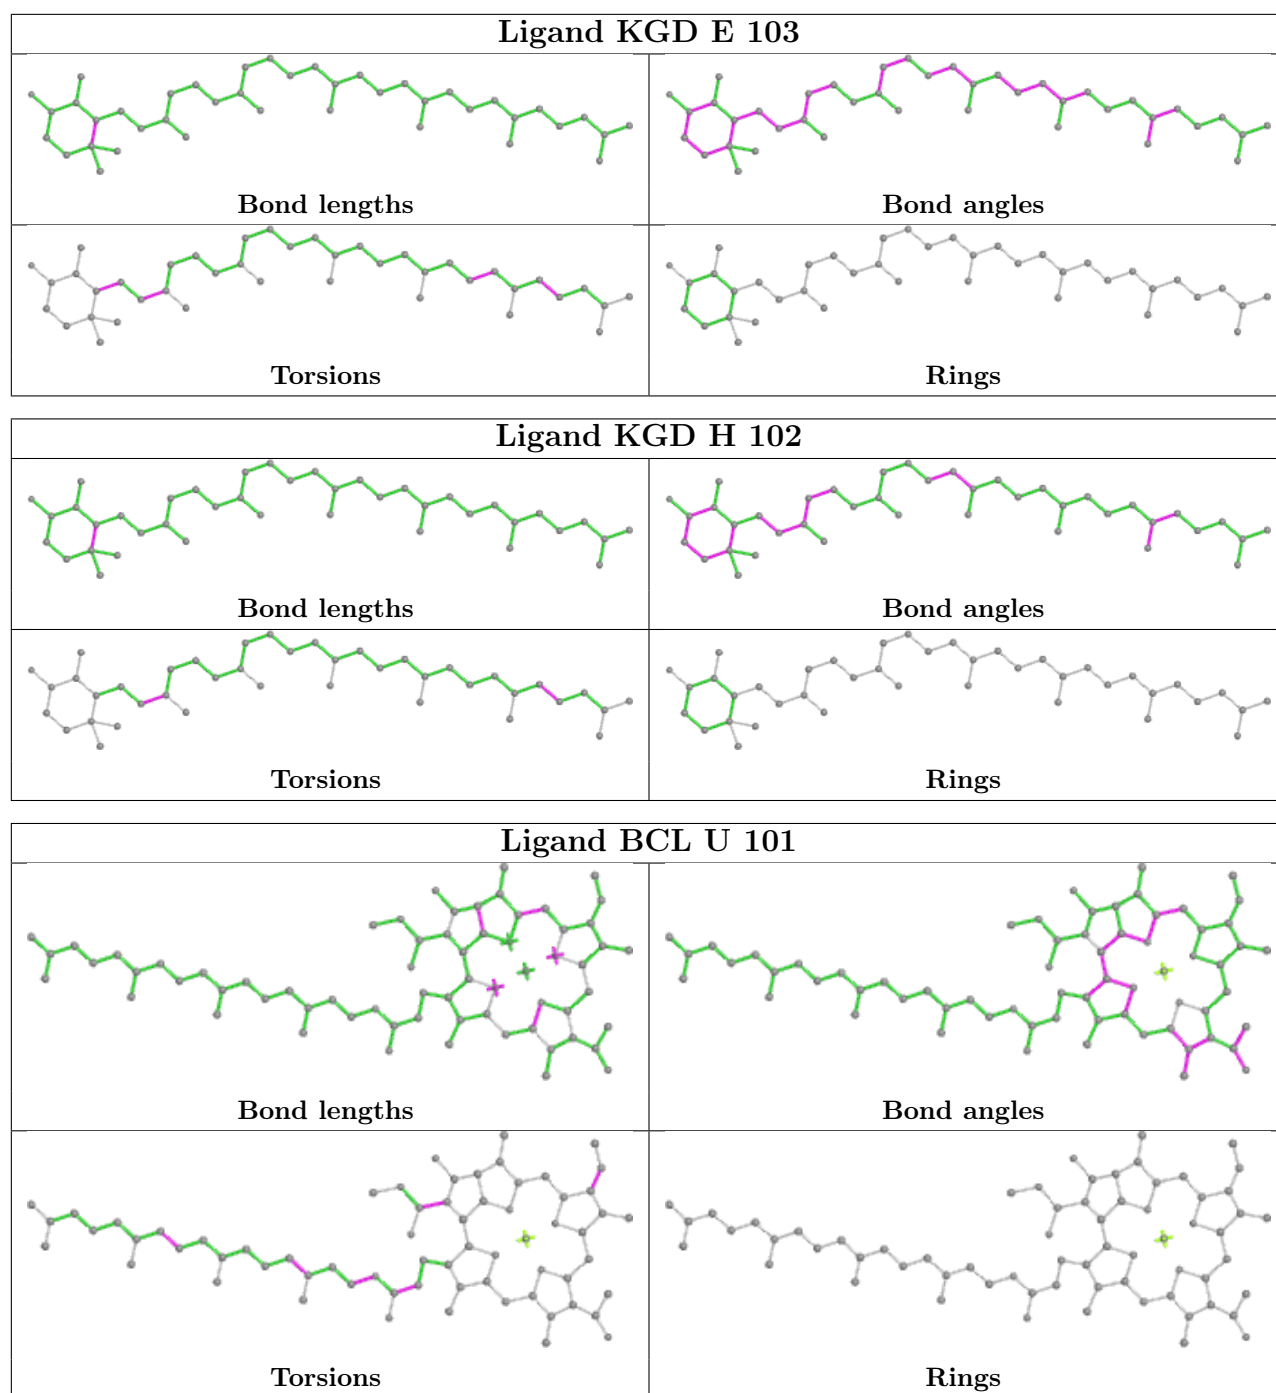 Ligand KGD E 103
Bond lengths
Bond angles
Torsions
Rings
Ligand KGD H 102
Bond lengths
Bond angles
Torsions
Rings
Ligand BCL U 101
Bond lengths
Bond angles
Torsions
Rings